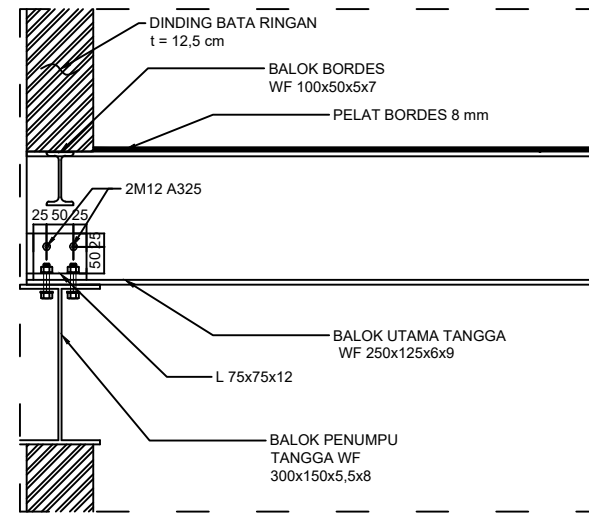 DINDING BATA RINGAN
t = 12,5 cm
BALOK BORDES
WF 100x50x5x7
PELAT BORDES 8 mm
2M12 A325
25 50 25
25
50
BALOK UTAMA TANGGA
WF 250x125x6x9
L 75x75x12
BALOK PENUMPU
TANGGA WF
300x150x5,5x8